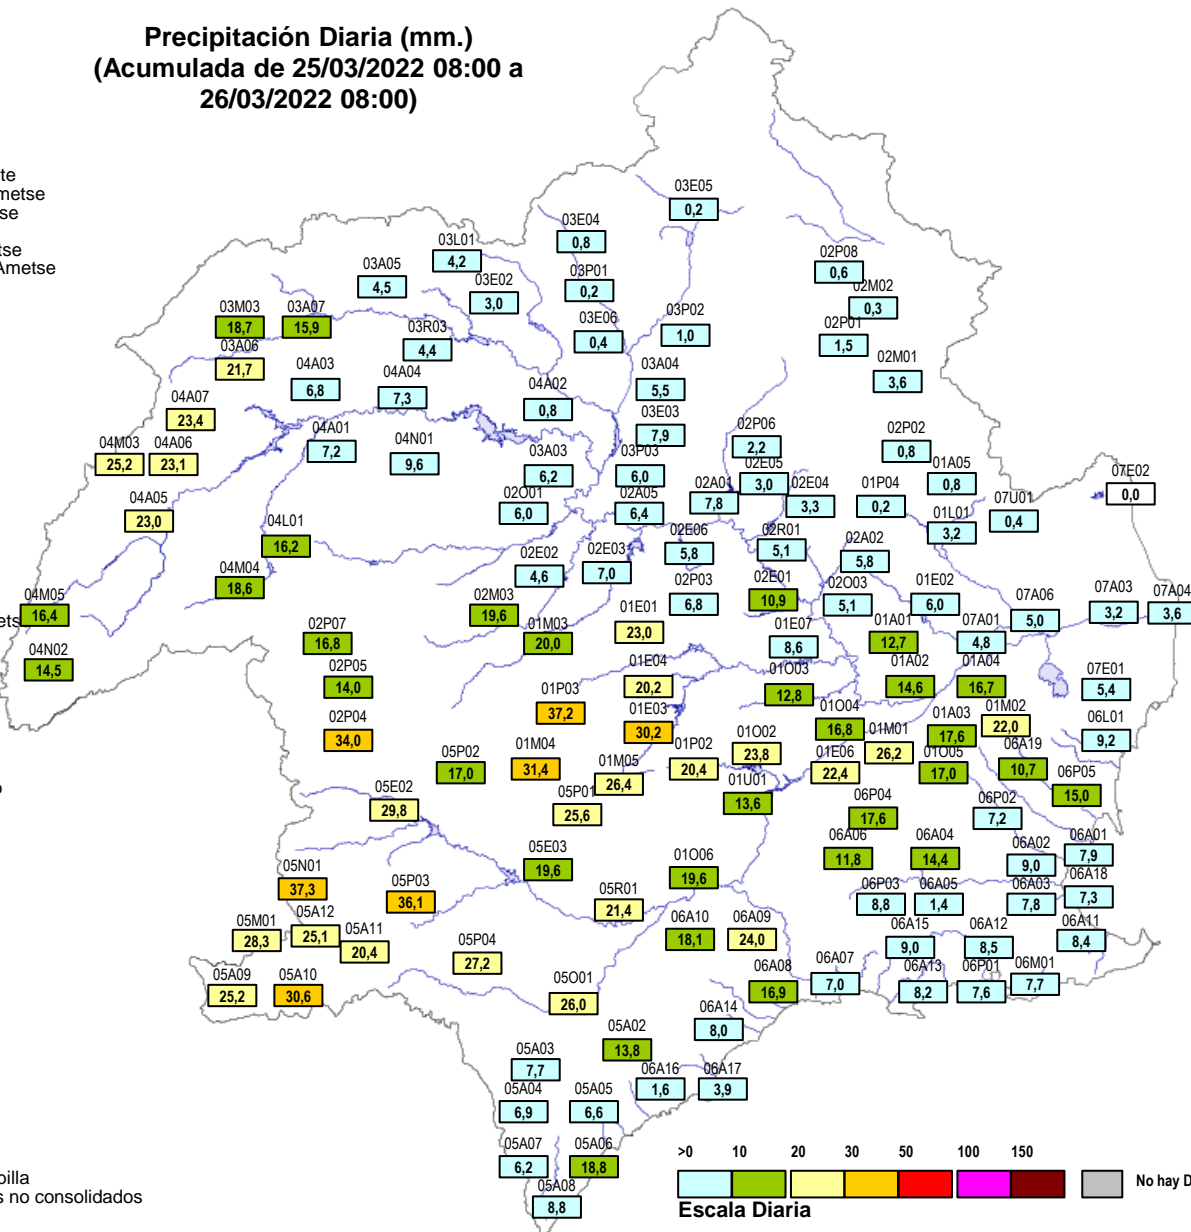 Precipitación Diaria (mm.)
(Acumulada de 25/03/2022 08:00 a
26/03/2022 08:00)
03E05
0,2
03E04
0,8
03L01
4,2
03A05
4,5
03E02
3,0
03P01
0,2
02P08
0,6
02M02
0,3
03M03
18,7
03A07
15,9
03R03
4,4
03E06
0,4
03P02
1,0
02P01
1,5
03A06
21,7
04A03
6,8
04A04
7,3
04A02
0,8
03A04
5,5
02M01
3,6
04A07
23,4
04A01
7,2
04N01
9,6
03E03
7,9
02P06
2,2
02P02
0,8
04M03
25,2
04A06
23,1
03A03
6,2
03P03
6,0
02E05
3,0
01A05
0,8
07E02
0,0
04A05
23,0
02O01
6,0
02A05
6,4
02A01
7,8
02E04
3,3
01P04
0,2
07U01
0,4
04L01
16,2
02E06
5,8
02R01
5,1
01L01
3,2
02A02
5,8
04M04
18,6
02E02
4,6
02E03
7,0
02P03
6,8
02E01
10,9
02O03
5,1
01E02
6,0
04M05
16,4
02M03
19,6
01E01
23,0
07A06
5,0
07A03
3,2
07A04
3,6
04N02
14,5
02P07
16,8
01M03
20,0
01E07
8,6
01A01
12,7
07A01
4,8
02P05
14,0
01E04
20,2
01O03
12,8
01A02
14,6
01A04
16,7
07E01
5,4
02P04
34,0
01P03
37,2
01E03
30,2
01O04
16,8
01M01
26,2
01A03
17,6
01M02
22,0
06L01
9,2
05P02
17,0
01M04
31,4
01M05
26,4
01P02
20,4
01O02
23,8
01E06
22,4
01O05
17,0
06A19
10,7
06P05
15,0
05E02
29,8
05P01
25,6
01U01
13,6
06P04
17,6
06P02
7,2
05E03
19,6
01O06
19,6
06A06
11,8
06A04
14,4
06A02
9,0
06A01
7,9
05N01
37,3
05P03
36,1
05R01
21,4
06P03
8,8
06A05
1,4
06A03
7,8
06A18
7,3
05M01
28,3
05A12
25,1
05A11
20,4
05P04
27,2
06A10
18,1
06A09
24,0
06A15
9,0
06A12
8,5
06A11
8,4
05A09
25,2
05A10
30,6
05O01
26,0
06A08
16,9
06A07
7,0
06A13
8,2
06P01
7,6
06M01
7,7
05A02
13,8
06A14
8,0
05A03
7,7
06A16
1,6
06A17
3,9
05A04
6,9
05A05
6,6
05A07
6,2
05A06
18,8
05A08
8,8
>0 10 20 30 50 100 150
No hay D
Escala Diaria
s no consolidados